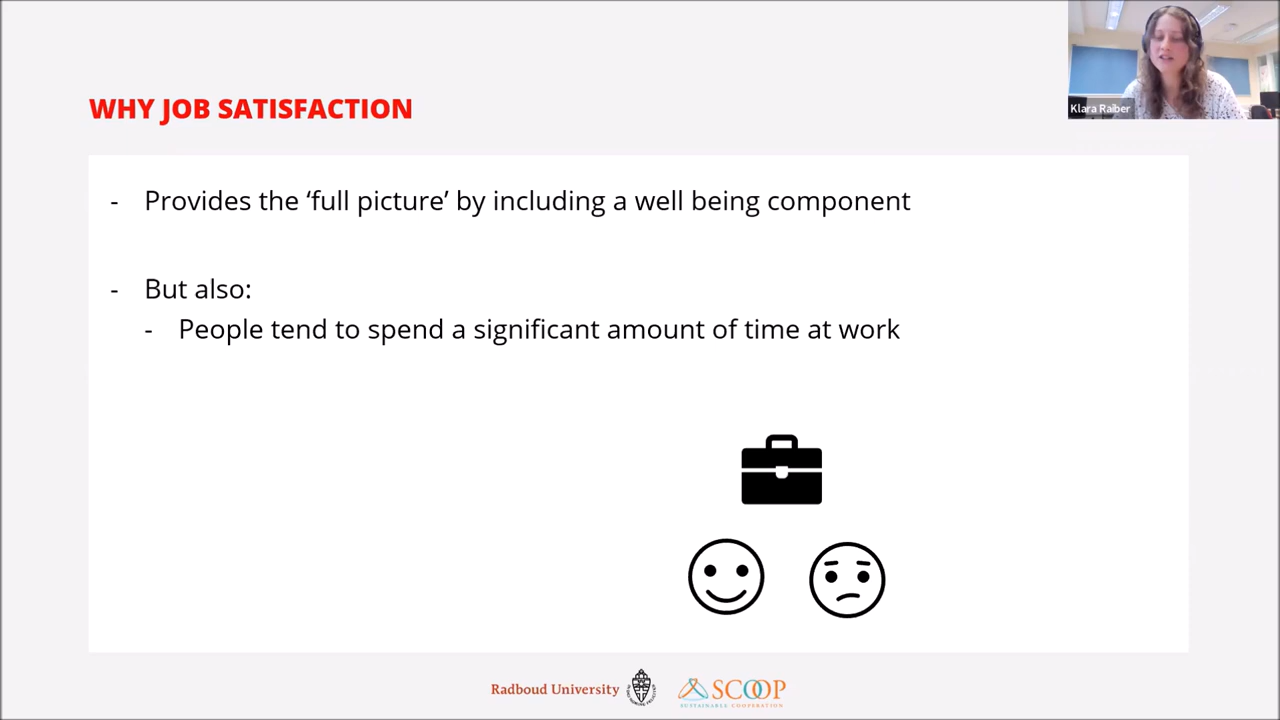 Klara Raiber
WHY JOB SATISFACTION
- Provides the ‘full picture’ by including a well being component
- But also:
- People tend to spend a significant amount of time at work
Radboud University
SCOOP
SUSTAINABLE COOPERATION